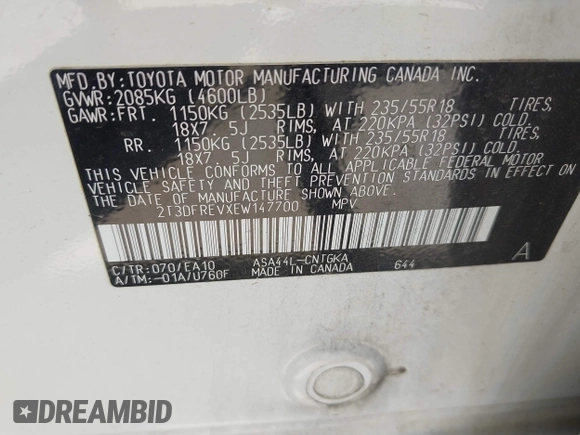 MFD.BY:TOYOTA MOTOR MANUFACTURING CANADA INC.
GVWR:2085KG (4600LB)
GAWR:FRT. 1150KG (2535LB) WITH 235/55R18 TIRES,
18X7 5J RIMS, AT 220KPA (32PSI) COLD.
RR. 1150KG (2535LB) WITH 235/55R18 TIRES,
18X7 5J RIMS, AT 220KPA (32PSI) COLD.
THIS VEHICLE CONFORMS TO ALL APPLICABLE FEDERAL MOTOR
VEHICLE SAFETY AND THEFT PREVENTION STANDARDS IN EFFECT ON
THE DATE OF MANUFACTURE SHOWN ABOVE.
2T3DFREVXEW147700 MPV
C/TR:070/EA10 ASA44L-CNTGKA
A/TM:-01A/U760F MADE IN CANADA 644 A
DREAMBID